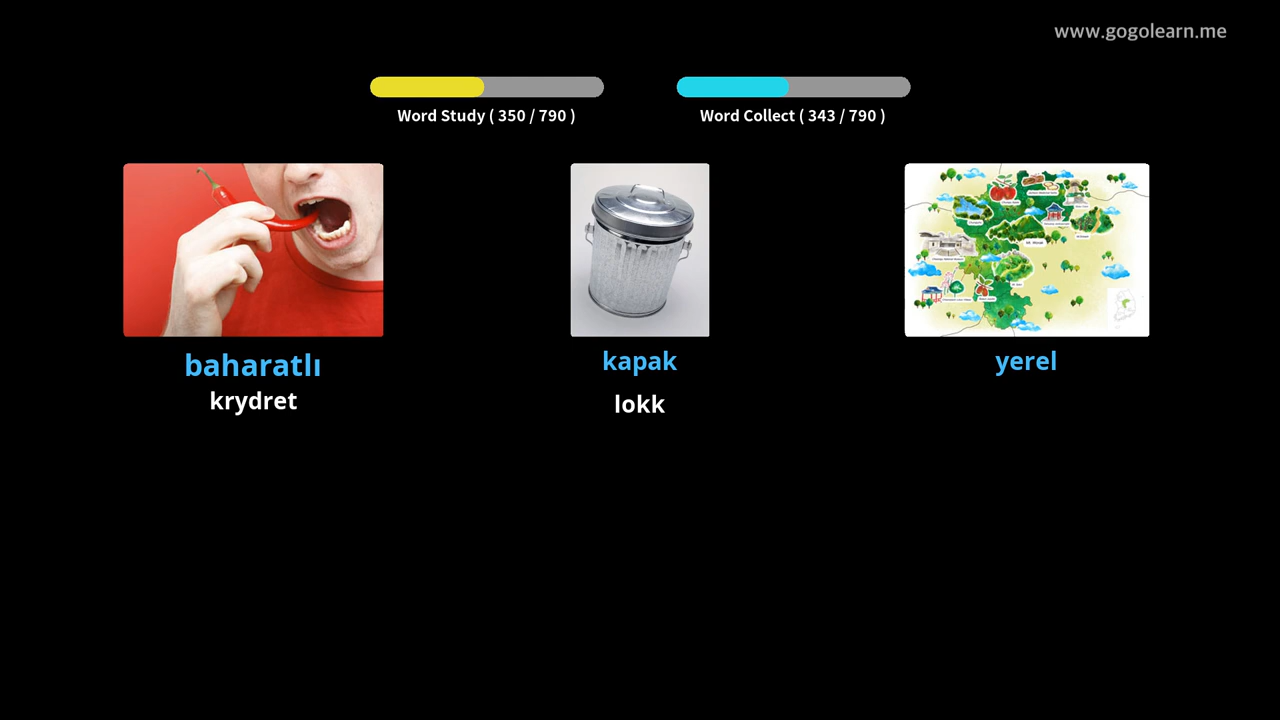 www.gogolearn.me
Word Study ( 350 / 790 )
Word Collect ( 343 / 790 )
baharatlı
kapak
yerel
krydret
lokk